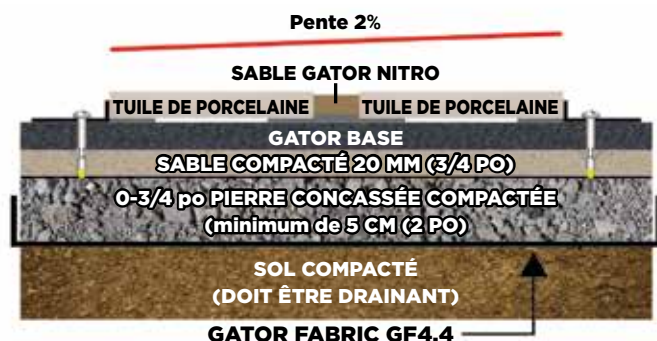 Pente 2%
SABLE GATOR NITRO
TUILE DE PORCELAINE TUILE DE PORCELAINE
GATOR BASE
SABLE COMPACTÉ 20 MM (3/4 PO)
0-3/4 po PIERRE CONCASSÉE COMPACTÉE
(minimum de 5 CM (2 PO)
SOL COMPACTÉ
(DOIT ÊTRE DRAINANT)
GATOR FABRIC GF4.4